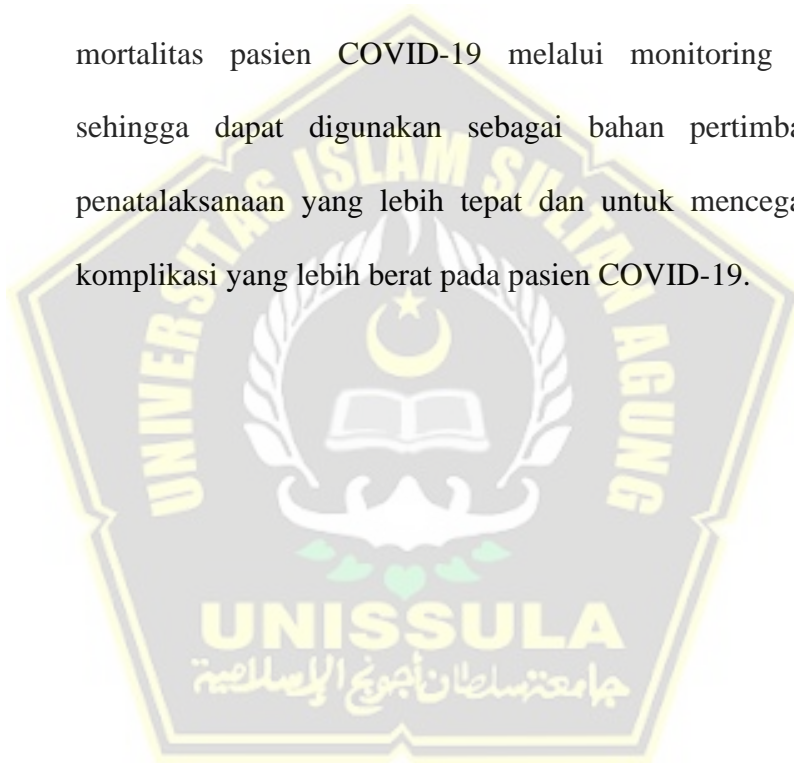 mortalitas pasien COVID-19 melalui monitoring
sehingga dapat digunakan sebagai bahan pertimba
penatalaksanaan yang lebih tepat dan untuk mencega
komplikasi yang lebih berat pada pasien COVID-19.
UNIVERSITAS ISLAM SULTAN AGUNG
UNISSULA
جامعة سلطان أجونج الإسلامية